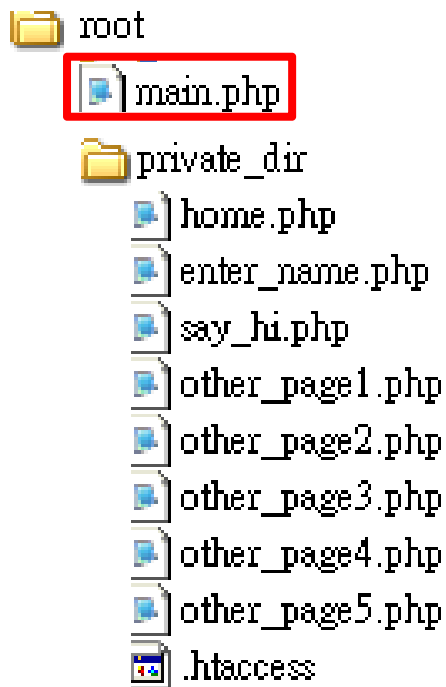 root
main.php
private_dir
home.php
enter_name.php
say_hi.php
other_page1.php
other_page2.php
other_page3.php
other_page4.php
other_page5.php
.htaccess